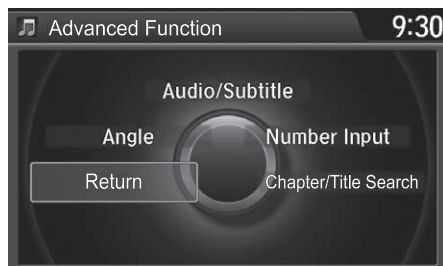 Advanced Function 9:30
Audio/Subtitle
Angle Number Input
Return Chapter/Title Search